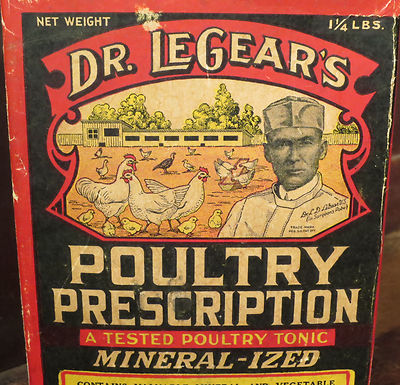 NET WEIGHT 1¼ LBS.
DR. LEGEAR'S
TRADE MARK
POULTRY
PRESCRIPTION
A TESTED POULTRY TONIC
MINERAL-IZED